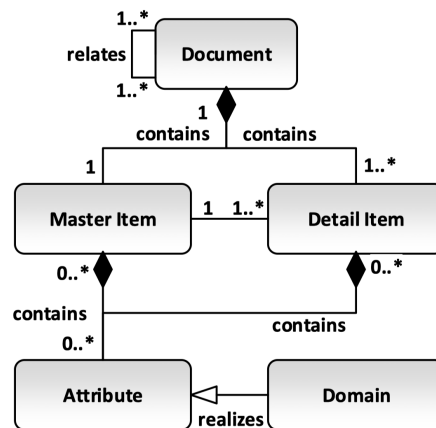 1..*
relates
Document
1..*
1
contains
contains
1
1..*
Master Item
1
1..*
Detail Item
0..*
0..*
contains
contains
0..*
Attribute
Domain
realizes